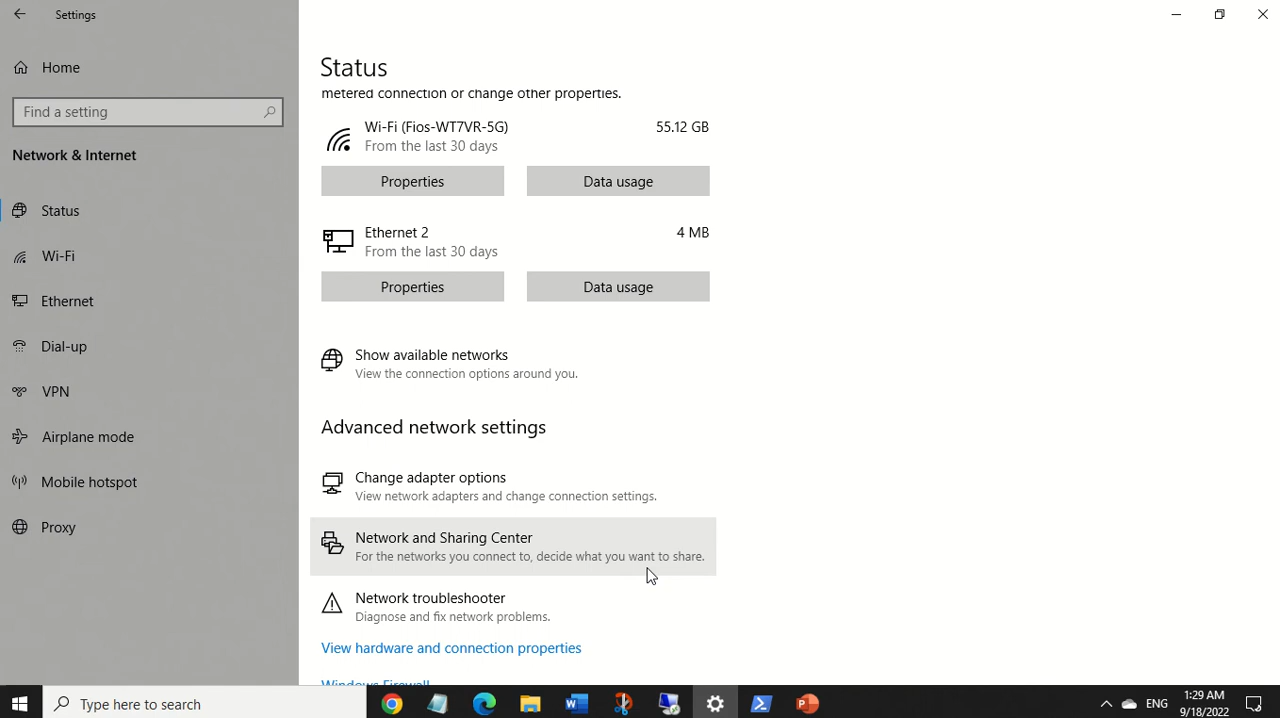 Settings
Home
Find a setting
Network & Internet
Status
Wi-Fi
Ethernet
Dial-up
VPN
Airplane mode
Mobile hotspot
Proxy
Status
metered connection or change other properties.
Wi-Fi (Fios-WT7VR-5G) 55.12 GB
From the last 30 days
Properties Data usage
Ethernet 2 4 MB
From the last 30 days
Properties Data usage
Show available networks
View the connection options around you.
Advanced network settings
Change adapter options
View network adapters and change connection settings.
Network and Sharing Center
For the networks you connect to, decide what you want to share.
Network troubleshooter
Diagnose and fix network problems.
View hardware and connection properties
Windows Firewall
Type here to search
ENG
1:29 AM
9/18/2022